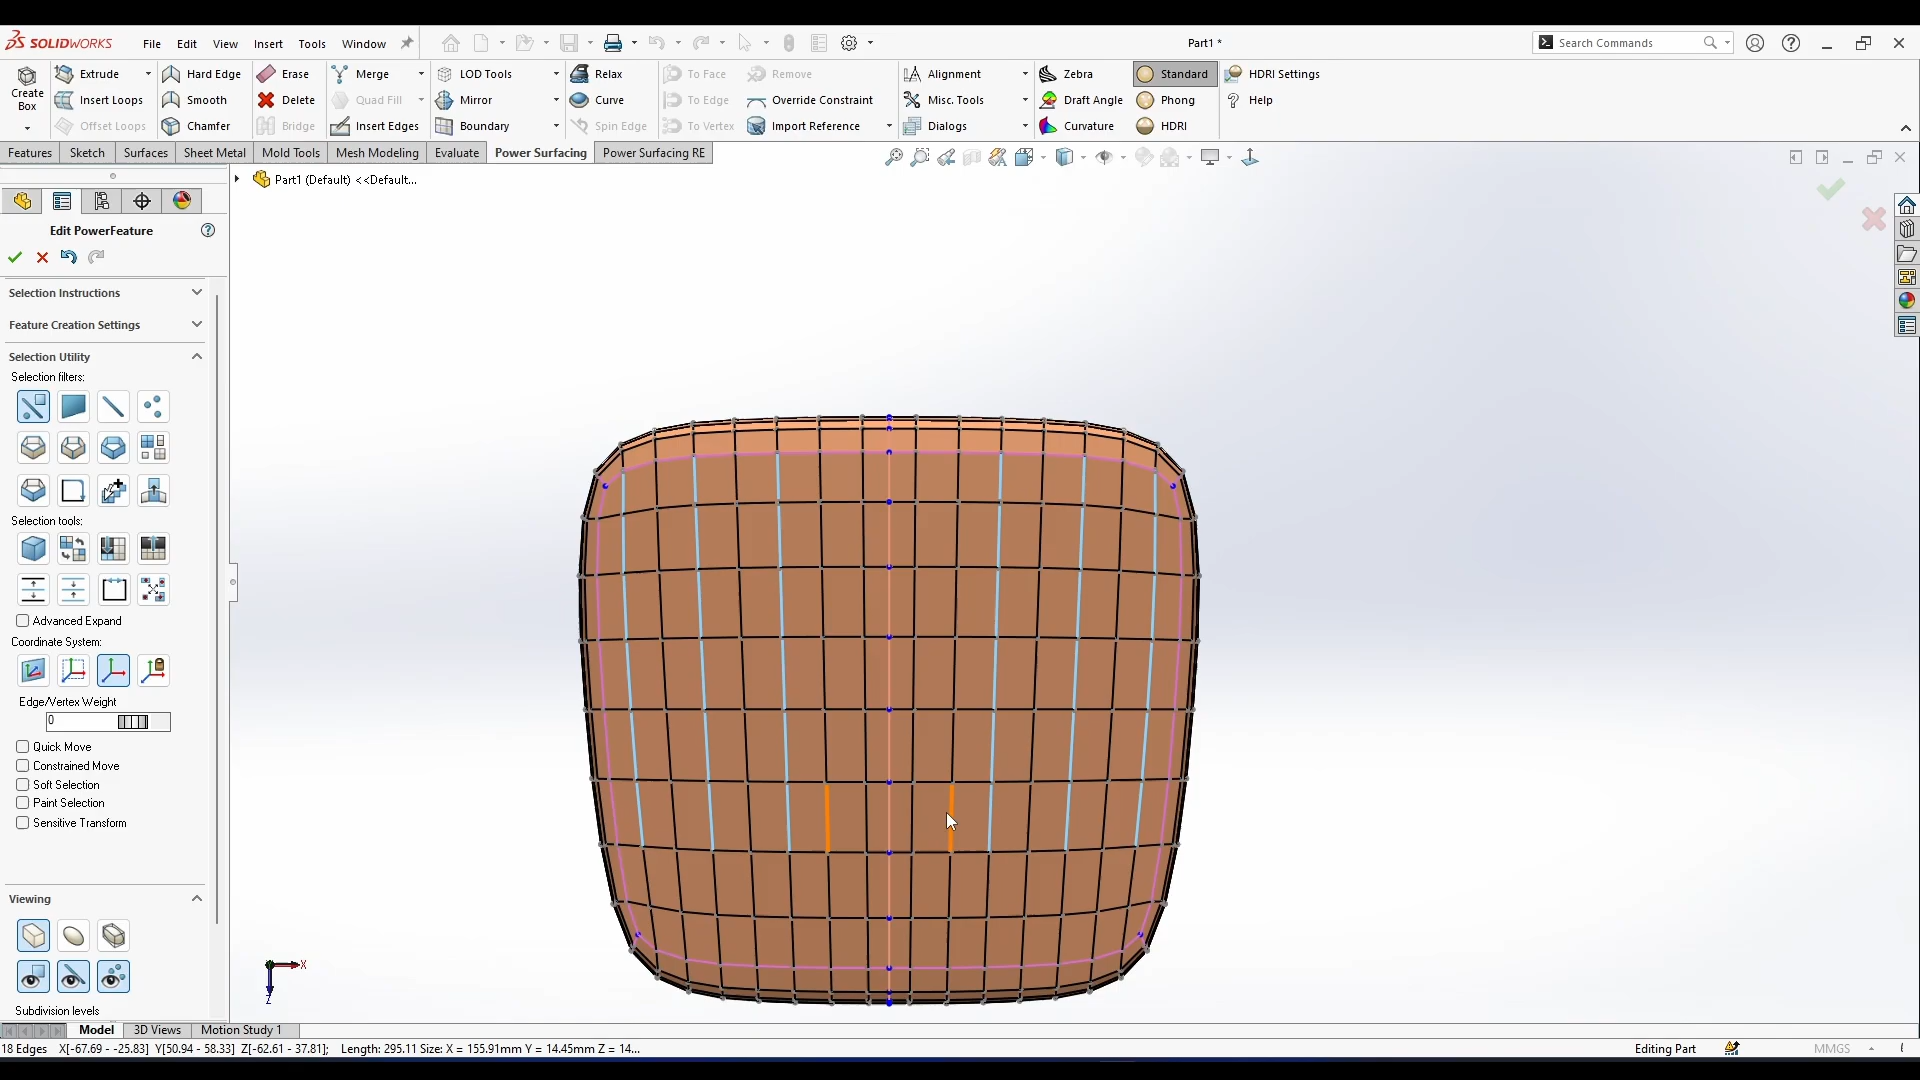 SOLIDWORKS File Edit View Insert Tools Window Part1 * Search Commands
Extrude Hard Edge Erase Merge LOD Tools Relax To Face Remove Alignment Zebra Standard HDRI Settings
Create Box Insert Loops Smooth Delete Quad Fill Mirror Curve To Edge Override Constraint Misc. Tools Draft Angle Phong Help
Offset Loops Chamfer Bridge Insert Edges Boundary Spin Edge To Vertex Import Reference Dialogs Curvature HDRI
Features Sketch Surfaces Sheet Metal Mold Tools Mesh Modeling Evaluate Power Surfacing Power Surfacing RE
Part1 (Default) <<Default...
Edit PowerFeature
Selection Instructions
Feature Creation Settings
Selection Utility
Selection filters:
Selection tools:
Advanced Expand
Coordinate System:
Edge/Vertex Weight
0
Quick Move
Constrained Move
Soft Selection
Paint Selection
Sensitive Transform
Viewing
X
Z
Subdivision levels
Model 3D Views Motion Study 1
18 Edges X[-67.69 - -25.83) Y[50.94 - 58.33) Z[-62.61 - 37.81]; Length: 295.11 Size: X = 155.91mm Y = 14.45mm Z = 14... Editing Part MMGS